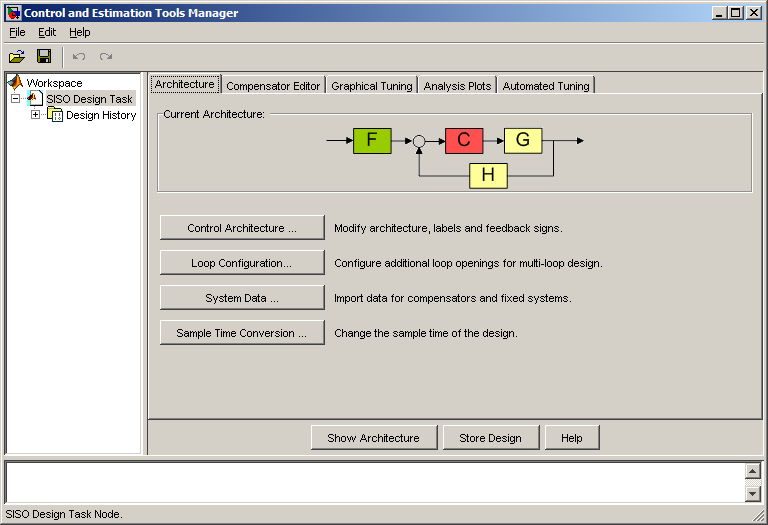 Control and Estimation Tools Manager
File Edit Help
Workspace
SISO Design Task
Design History
Architecture Compensator Editor Graphical Tuning Analysis Plots Automated Tuning
Current Architecture:
F C G
H
Control Architecture ... Modify architecture, labels and feedback signs.
Loop Configuration... Configure additional loop openings for multi-loop design.
System Data ... Import data for compensators and fixed systems.
Sample Time Conversion ... Change the sample time of the design.
Show Architecture Store Design Help
SISO Design Task Node.